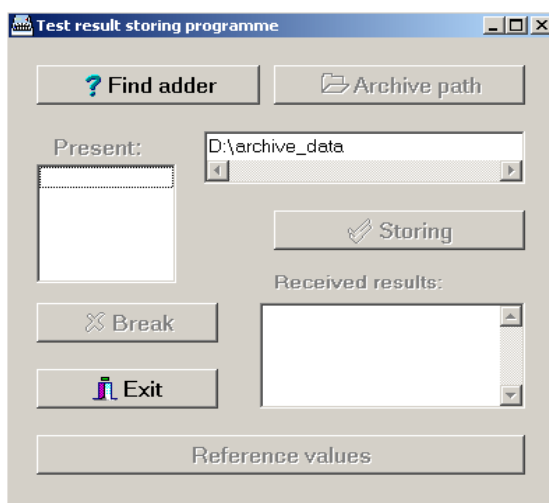 Test result storing programme
? Find adder
Archive path
Present:
D:\archive_data
Storing
Received results:
Break
Exit
Reference values